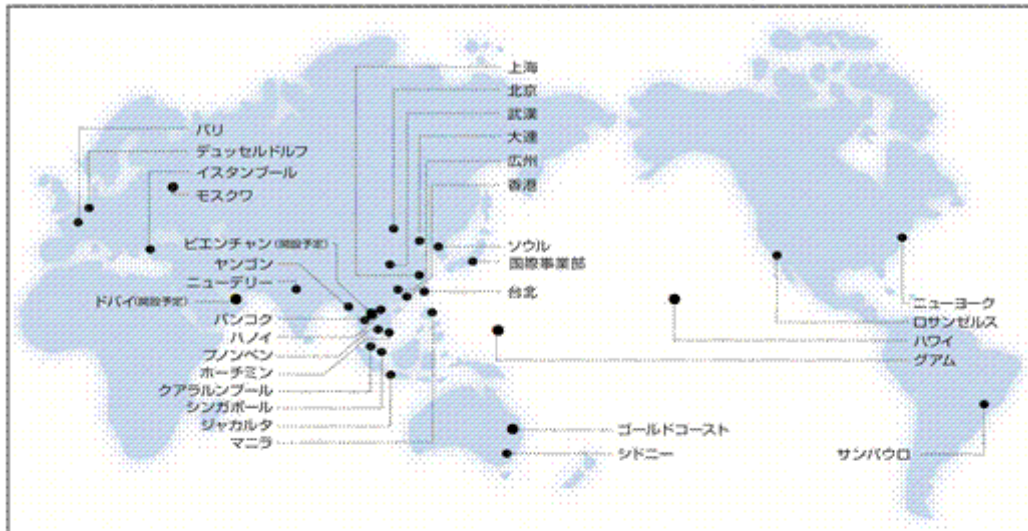 上海
北京
武漢
大連
広州
香港
パリ
デュッセルドルフ
イスタンブール
モスクワ
ビエンチャン(開設予定)
ヤンゴン
ニューデリー
ドバイ(開設予定)
バンコク
ハノイ
プノンペン
ホーチミン
クアラルンプール
シンガポール
ジャカルタ
マニラ
ソウル
国際事業部
台北
ニューヨーク
ロサンゼルス
ハワイ
グアム
ゴールドコースト
シドニー
サンパウロ